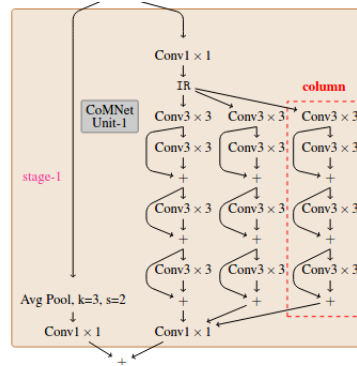 Conv1 × 1
column
IR
CoMNet
Unit-1
Conv3 × 3 Conv3 × 3 Conv3 × 3
Conv3 × 3 Conv3 × 3 Conv3 × 3
stage-1
+ + +
Conv3 × 3 Conv3 × 3 Conv3 × 3
+ + +
Conv3 × 3 Conv3 × 3 Conv3 × 3
Avg Pool, k=3, s=2
+ + +
Conv1 × 1 Conv1 × 1
+